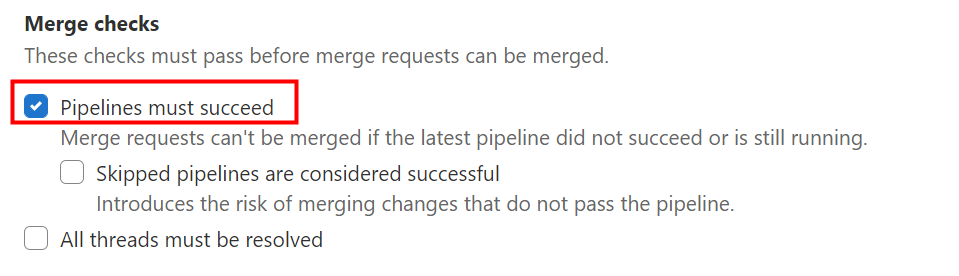 Merge checks
These checks must pass before merge requests can be merged.
Pipelines must succeed
Merge requests can't be merged if the latest pipeline did not succeed or is still running.
Skipped pipelines are considered successful
Introduces the risk of merging changes that do not pass the pipeline.
All threads must be resolved